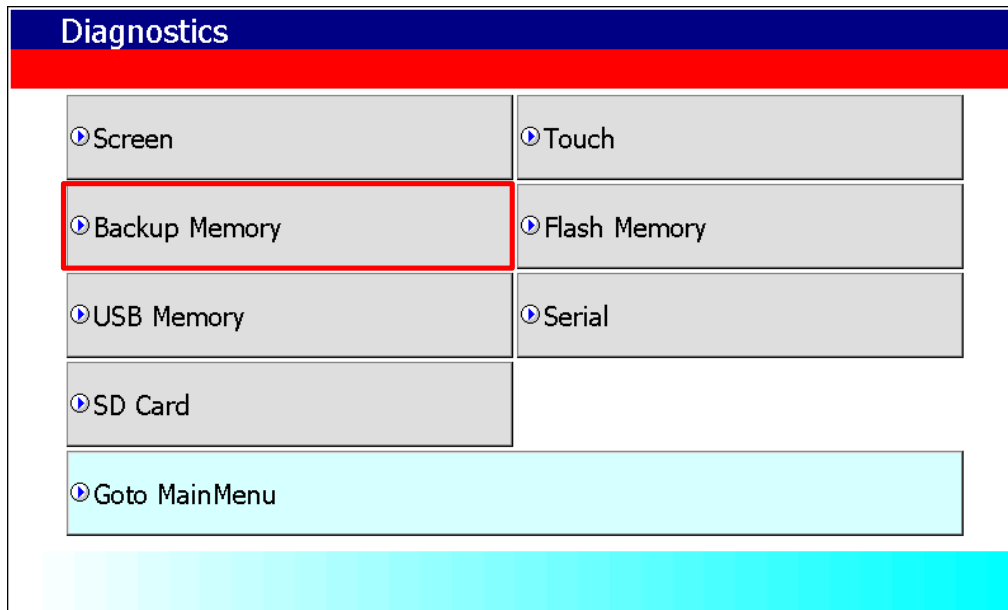 Diagnostics
Screen
Touch
Backup Memory
Flash Memory
USB Memory
Serial
SD Card
Goto MainMenu